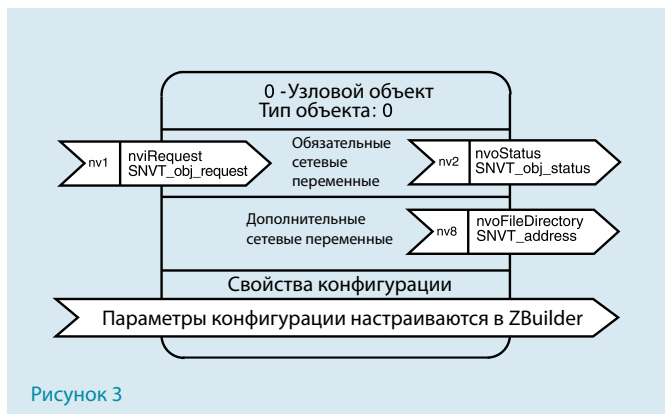 0 -Узловой объект
Тип объекта: 0
Обязательные
сетевые
переменные
nv1
nviRequest
SNVT_obj_request
nv2
nvoStatus
SNVT_obj_status
Дополнительные
сетевые переменные
nv8
nvoFileDirectory
SNVT_address
Свойства конфигурации
Параметры конфигурации настраиваются в ZBuilder
Рисунок 3